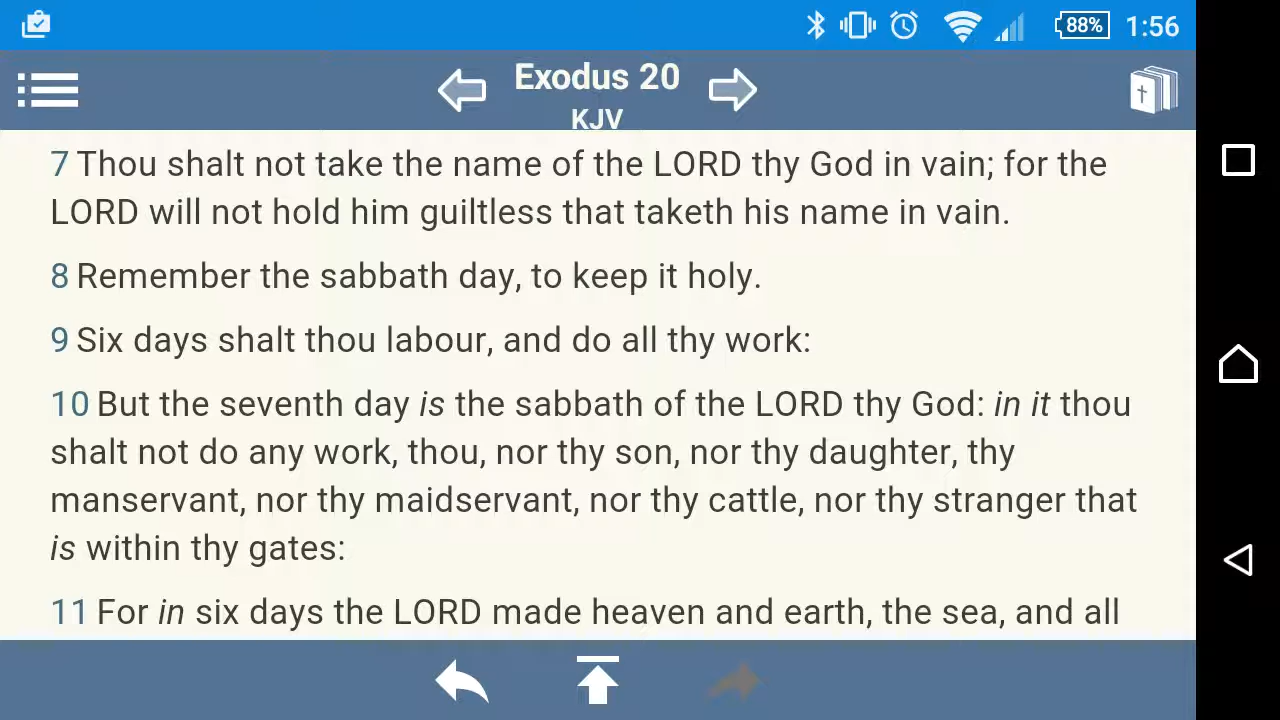 88% 1:56
Exodus 20
KJV
7 Thou shalt not take the name of the LORD thy God in vain; for the
LORD will not hold him guiltless that taketh his name in vain.
8 Remember the sabbath day, to keep it holy.
9 Six days shalt thou labour, and do all thy work:
10 But the seventh day is the sabbath of the LORD thy God: in it thou
shalt not do any work, thou, nor thy son, nor thy daughter, thy
manservant, nor thy maidservant, nor thy cattle, nor thy stranger that
is within thy gates:
11 For in six days the LORD made heaven and earth, the sea, and all